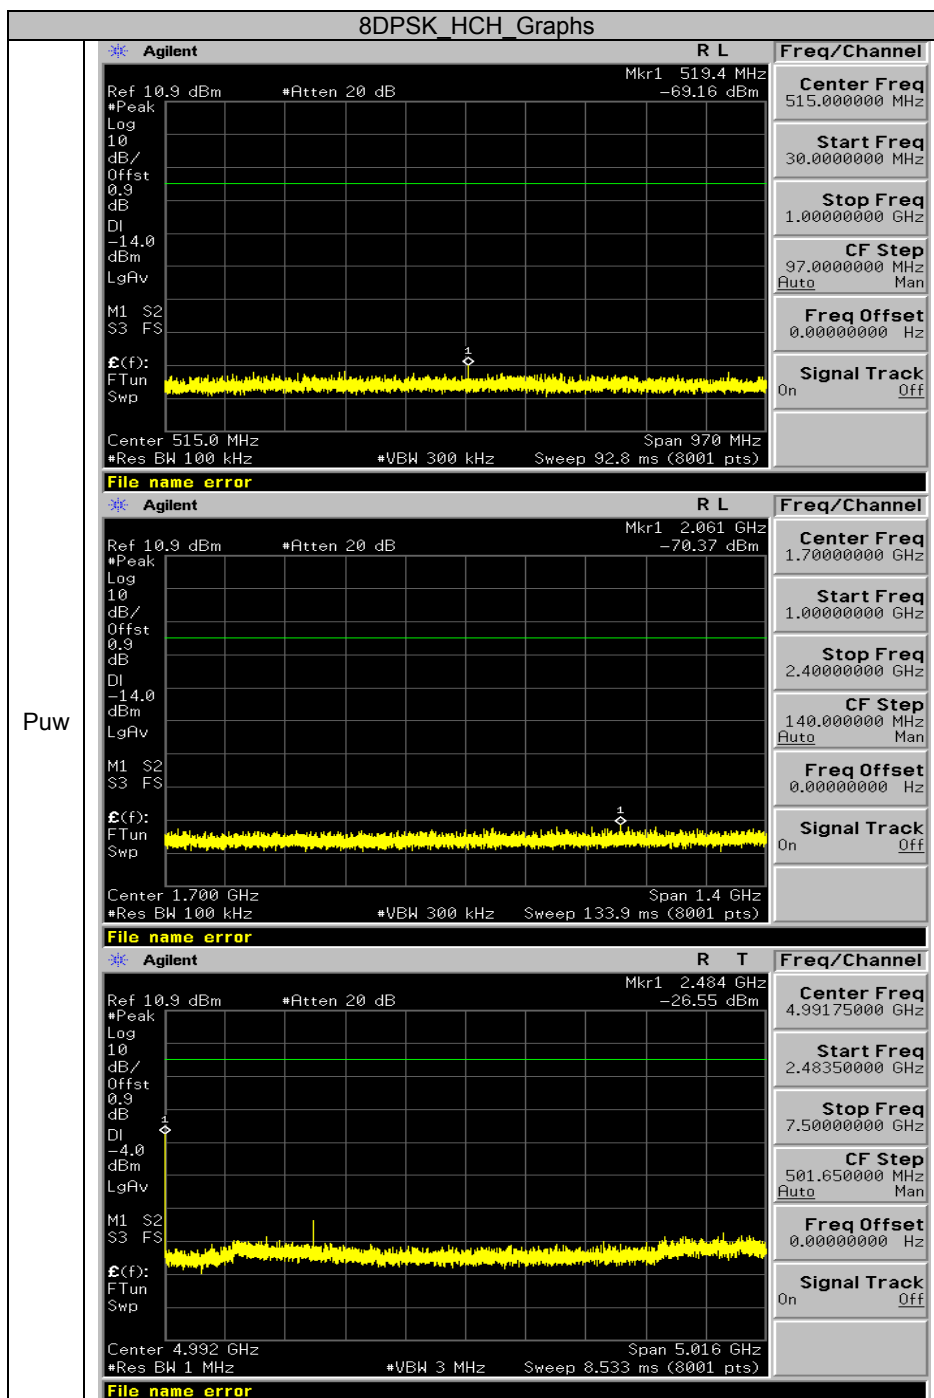 8DPSK_HCH_Graphs
Puw
Agilent R L Freq/Channel
Mkr1 519.4 MHz
Ref 10.9 dBm #Atten 20 dB -69.16 dBm
#Peak
Log
10
dB/
Offst
0.9
dB
DI
-14.0
dBm
LgAv
M1 S2
S3 FS
£(f):
FTun
Swp
1
Center 515.0 MHz Span 970 MHz
#Res BW 100 kHz #VBW 300 kHz Sweep 92.8 ms (8001 pts)
File name error
Center Freq
515.000000 MHz
Start Freq
30.0000000 MHz
Stop Freq
1.00000000 GHz
CF Step
97.0000000 MHz
Auto Man
Freq Offset
0.00000000 Hz
Signal Track
On Off
Agilent R L Freq/Channel
Mkr1 2.061 GHz
Ref 10.9 dBm #Atten 20 dB -70.37 dBm
#Peak
Log
10
dB/
Offst
0.9
dB
DI
-14.0
dBm
LgAv
M1 S2
S3 FS
£(f):
FTun
Swp
1
Center 1.700 GHz Span 1.4 GHz
#Res BW 100 kHz #VBW 300 kHz Sweep 133.9 ms (8001 pts)
File name error
Center Freq
1.70000000 GHz
Start Freq
1.00000000 GHz
Stop Freq
2.40000000 GHz
CF Step
140.000000 MHz
Auto Man
Freq Offset
0.00000000 Hz
Signal Track
On Off
Agilent R T Freq/Channel
Mkr1 2.484 GHz
Ref 10.9 dBm #Atten 20 dB -26.55 dBm
#Peak
Log
10
dB/
Offst
0.9
dB
DI
-4.0
dBm
LgAv
M1 S2
S3 FS
£(f):
FTun
Swp
1
Center 4.992 GHz Span 5.016 GHz
#Res BW 1 MHz #VBW 3 MHz Sweep 8.533 ms (8001 pts)
File name error
Center Freq
4.99175000 GHz
Start Freq
2.48350000 GHz
Stop Freq
7.50000000 GHz
CF Step
501.650000 MHz
Auto Man
Freq Offset
0.00000000 Hz
Signal Track
On Off